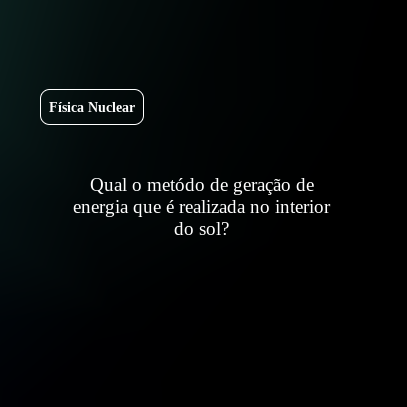 Física Nuclear
Qual o metódo de geração de
energia que é realizada no interior
do sol?